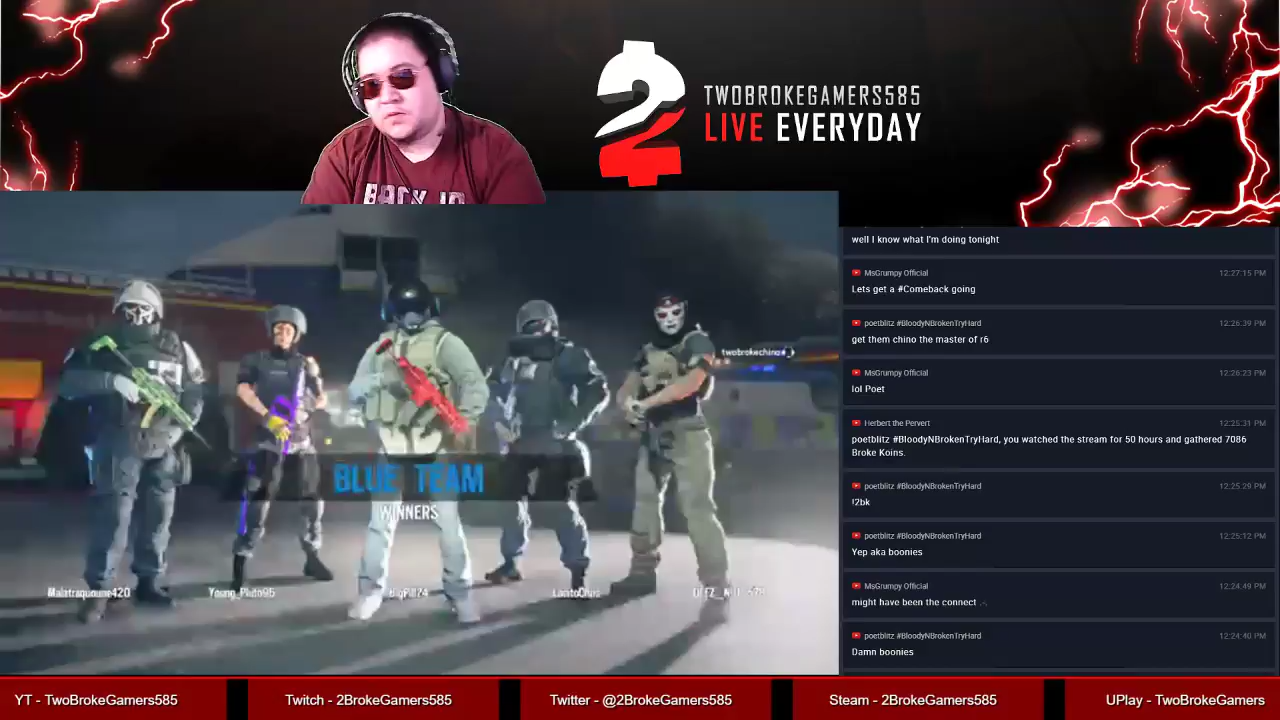 2
TWOBROKEGAMERS585
LIVE EVERYDAY
BACK IN
twobrokechino
BLUE TEAM
WINNERS
Young_Pluto95
well I know what I'm doing tonight
MsGrumpy Official 12:27:15 PM
Lets get a #Comeback going
poetblitz #BloodyNBrokenTryHard 12:26:39 PM
get them chino the master of r6
MsGrumpy Official 12:26:23 PM
lol Poet
Herbert the Pervert 12:25:31 PM
poetblitz #BloodyNBrokenTryHard, you watched the stream for 50 hours and gathered 7086
Broke Koins.
poetblitz #BloodyNBrokenTryHard 12:25:29 PM
!2bk
poetblitz #BloodyNBrokenTryHard 12:25:12 PM
Yep aka boonies
MsGrumpy Official 12:24:49 PM
might have been the connect
poetblitz #BloodyNBrokenTryHard 12:24:40 PM
Damn boonies
YT - TwoBrokeGamers585 Twitch - 2BrokeGamers585 Twitter - @2BrokeGamers585 Steam - 2BrokeGamers585 UPlay - TwoBrokeGamers